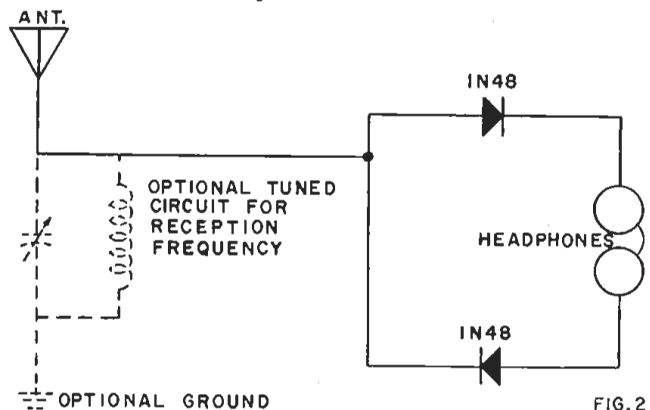 ANT.
1N48
OPTIONAL TUNED
CIRCUIT FOR
RECEPTION
FREQUENCY
HEADPHONES
1N48
OPTIONAL GROUND
FIG. 2